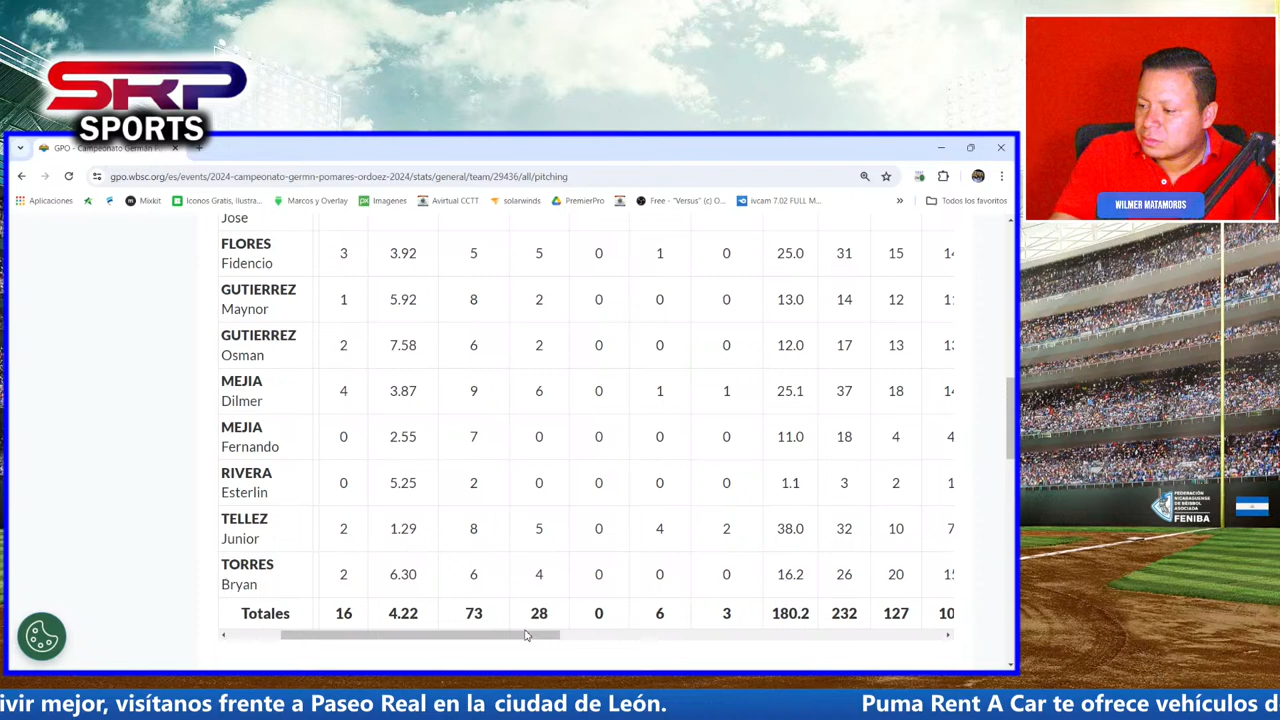 SKP
SPORTS
GPO - Campeonato Germán P
gpo.wbsc.org/es/events/2024-campeonato-germn-pomares-ordoez-2024/stats/general/team/29436/all/pitching
Aplicaciones Mixkit Iconos Gratis, Ilustra... Marcos y Overlay Imagenes Avirtual CCTT solarwinds PremierPro Free - "Versus" (c) O... ivcam 7.02 FULL M... » Todos los favoritos
Jose
FLORES
Fidencio 3 3.92 5 5 0 1 0 25.0 31 15 14
GUTIERREZ
Maynor 1 5.92 8 2 0 0 0 13.0 14 12
GUTIERREZ
Osman 2 7.58 6 2 0 0 0 12.0 17 13
MEJIA
Dilmer 4 3.87 9 6 0 1 1 25.1 37 18 14
MEJIA
Fernando 0 2.55 7 0 0 0 0 11.0 18 4 4
RIVERA
Esterlin 0 5.25 2 0 0 0 0 1.1 3 2 1
TELLEZ
Junior 2 1.29 5 5 0 4 2 38.0 32 10 7
TORRES
Bryan 2 6.30 6 4 0 0 0 16.2 26 20
Totales 16 4.22 73 28 0 6 3 180.2 232 127 10
WILMER MATAMOROS
FEDERACIÓN
NICARAGÜENSE
DE BÉISBOL
ASOCIADA
FENIBA
ivir mejor, visítanos frente a Paseo Real en la ciudad de León. Puma Rent A Car te ofrece vehículos d